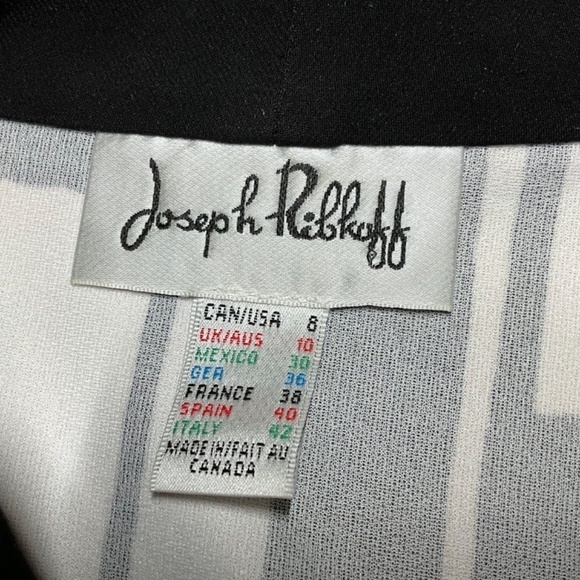 Joseph Ribkoff
CAN/USA 8
UK/AUS 10
MEXICO 30
GER 36
FRANCE 38
SPAIN 40
ITALY 42
MADE IN/FAIT AU
CANADA